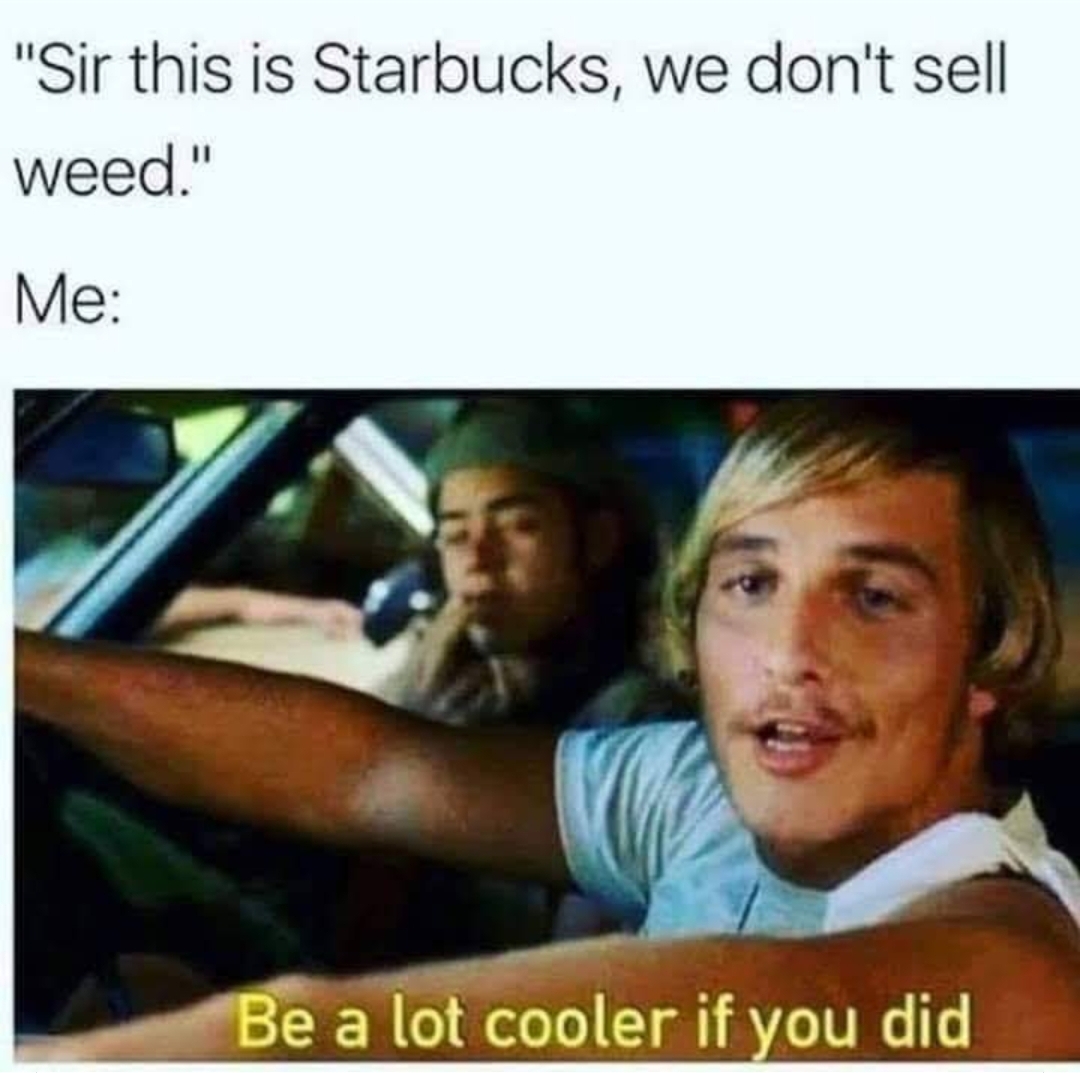 "Sir this is Starbucks, we don't sell
weed."
Me:
Be a lot cooler if you did